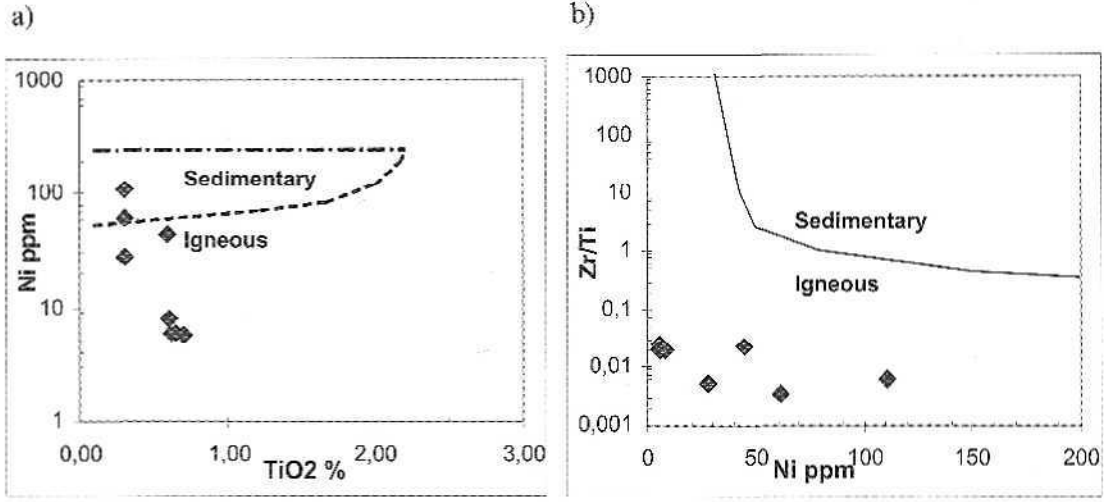 a)
1000
100
10
1
Ni ppm
Sedimentary
Igneous
0,00
1,00
2,00
3,00
TiO2 %
b)
1000
100
10
1
0,1
0,01
0,001
Zr/Ti
Sedimentary
Igneous
0
50
100
150
200
Ni ppm